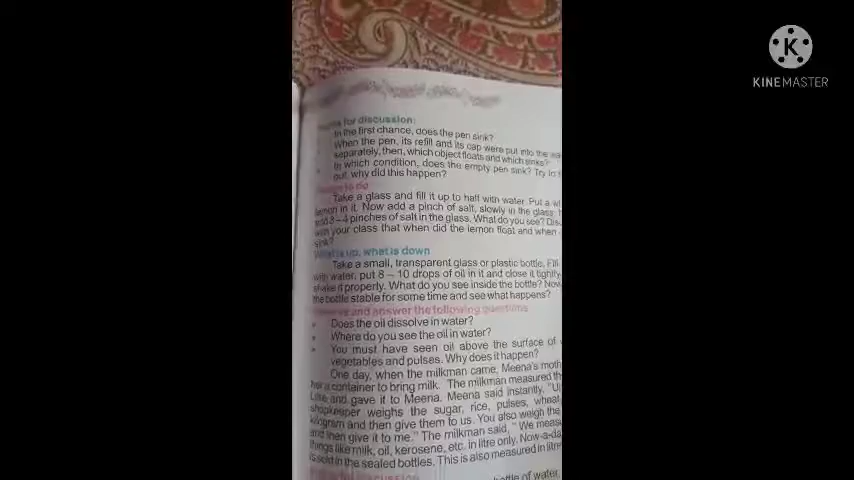 for discussion:
In the first chance, does the pen sink?
When the pen, its refill and its cap were put into the
separately, then, which object floats and which sinks?
In which condition, does the empty pen sink? Try to
out, why did this happen?
to do
Take a glass and fill it up to half with water. Put a
lemon in it. Now add a pinch of salt, slowly in the glass.
add 3 – 4 pinches of salt in the glass. What do you see?
with your class that when did the lemon float and when
sink?
What is up, what is down
Take a small, transparent glass or plastic bottle. Fill
with water, put 8 – 10 drops of oil in it and close it tightly
shake it properly. What do you see inside the bottle? Now
the bottle stable for some time and see what happens?
and answer the following questions
• Does the oil dissolve in water?
• Where do you see the oil in water?
• You must have seen oil above the surface of
vegetables and pulses. Why does it happen?
One day, when the milkman came, Meena's
her a container to bring milk. The milkman measured
and gave it to Meena. Meena said instantly,
shopkeeper weighs the sugar, rice, pulses, wheat
kilogram and then give them to us. You also weigh the
and then give it to me." The milkman said, "We
things like milk, oil, kerosene, etc. in litre only.
is sold in the sealed bottles. This is also measured in
bottle of water
KINEMASTER